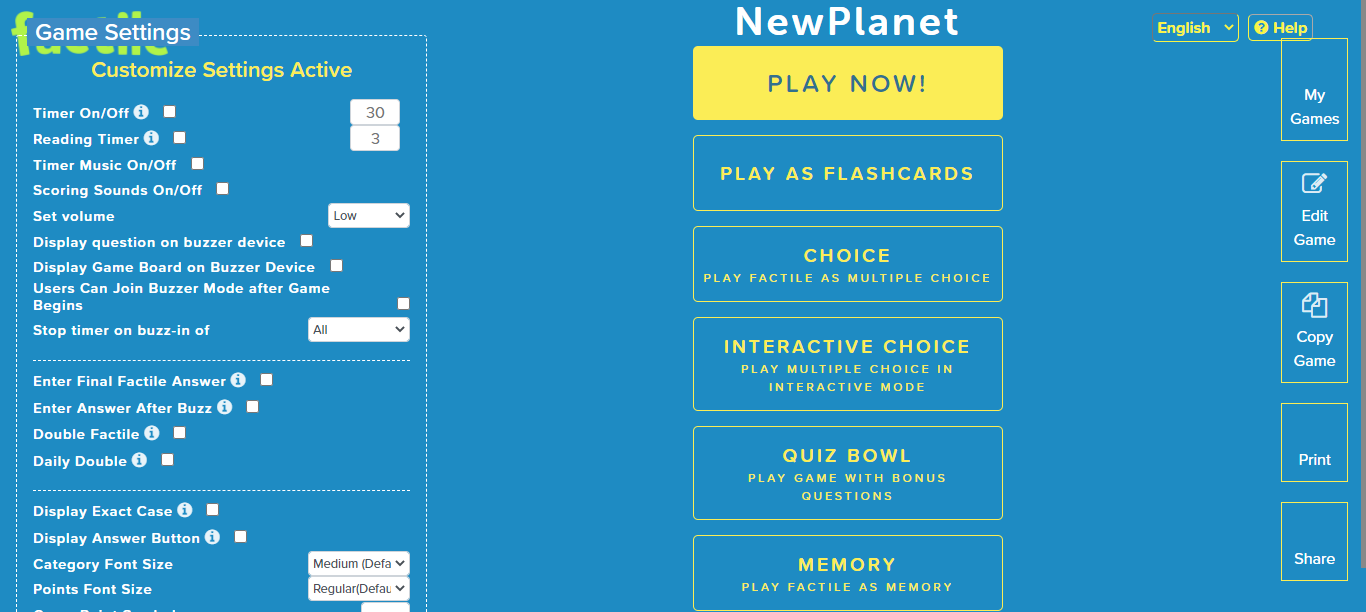 factile
Game Settings
Customize Settings Active
Timer On/Off
30
Reading Timer
3
Timer Music On/Off
Scoring Sounds On/Off
Set volume
Low
Display question on buzzer device
Display Game Board on Buzzer Device
Users Can Join Buzzer Mode after Game
Begins
Stop timer on buzz-in of
All
Enter Final Factile Answer
Enter Answer After Buzz
Double Factile
Daily Double
Display Exact Case
Display Answer Button
Category Font Size
Medium (Defa
Points Font Size
Regular(Defau
NewPlanet
PLAY NOW!
PLAY AS FLASHCARDS
CHOICE
PLAY FACTILE AS MULTIPLE CHOICE
INTERACTIVE CHOICE
PLAY MULTIPLE CHOICE IN
INTERACTIVE MODE
QUIZ BOWL
PLAY GAME WITH BONUS
QUESTIONS
MEMORY
PLAY FACTILE AS MEMORY
English
Help
My
Games
Edit
Game
Copy
Game
Print
Share